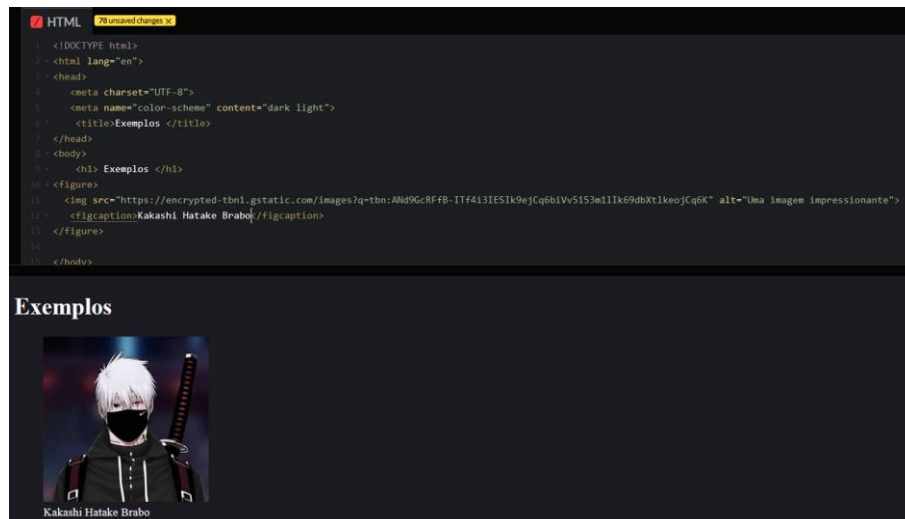 HTML 78 unsaved changes X
1 <!DOCTYPE html>
2 <html lang="en">
3 <head>
4 <meta charset="UTF-8">
5 <meta name="color-scheme" content="dark light">
6 <title>Exemplos </title>
7 </head>
8 <body>
9 <h1> Exemplos </h1>
10 <figure>
11 <img src="https://encrypted-tbn1.gstatic.com/images?q=tbn:ANd9GcRFfB-ITf4i3IESIk9ejCq6biVv5153m1lIk69dbXtlkeojCq6K" alt="Uma imagem impressionante">
12 <figcaption>Kakashi Hatake Brabo</figcaption>
13 </figure>
14
15 </body>
Exemplos
Kakashi Hatake Brabo